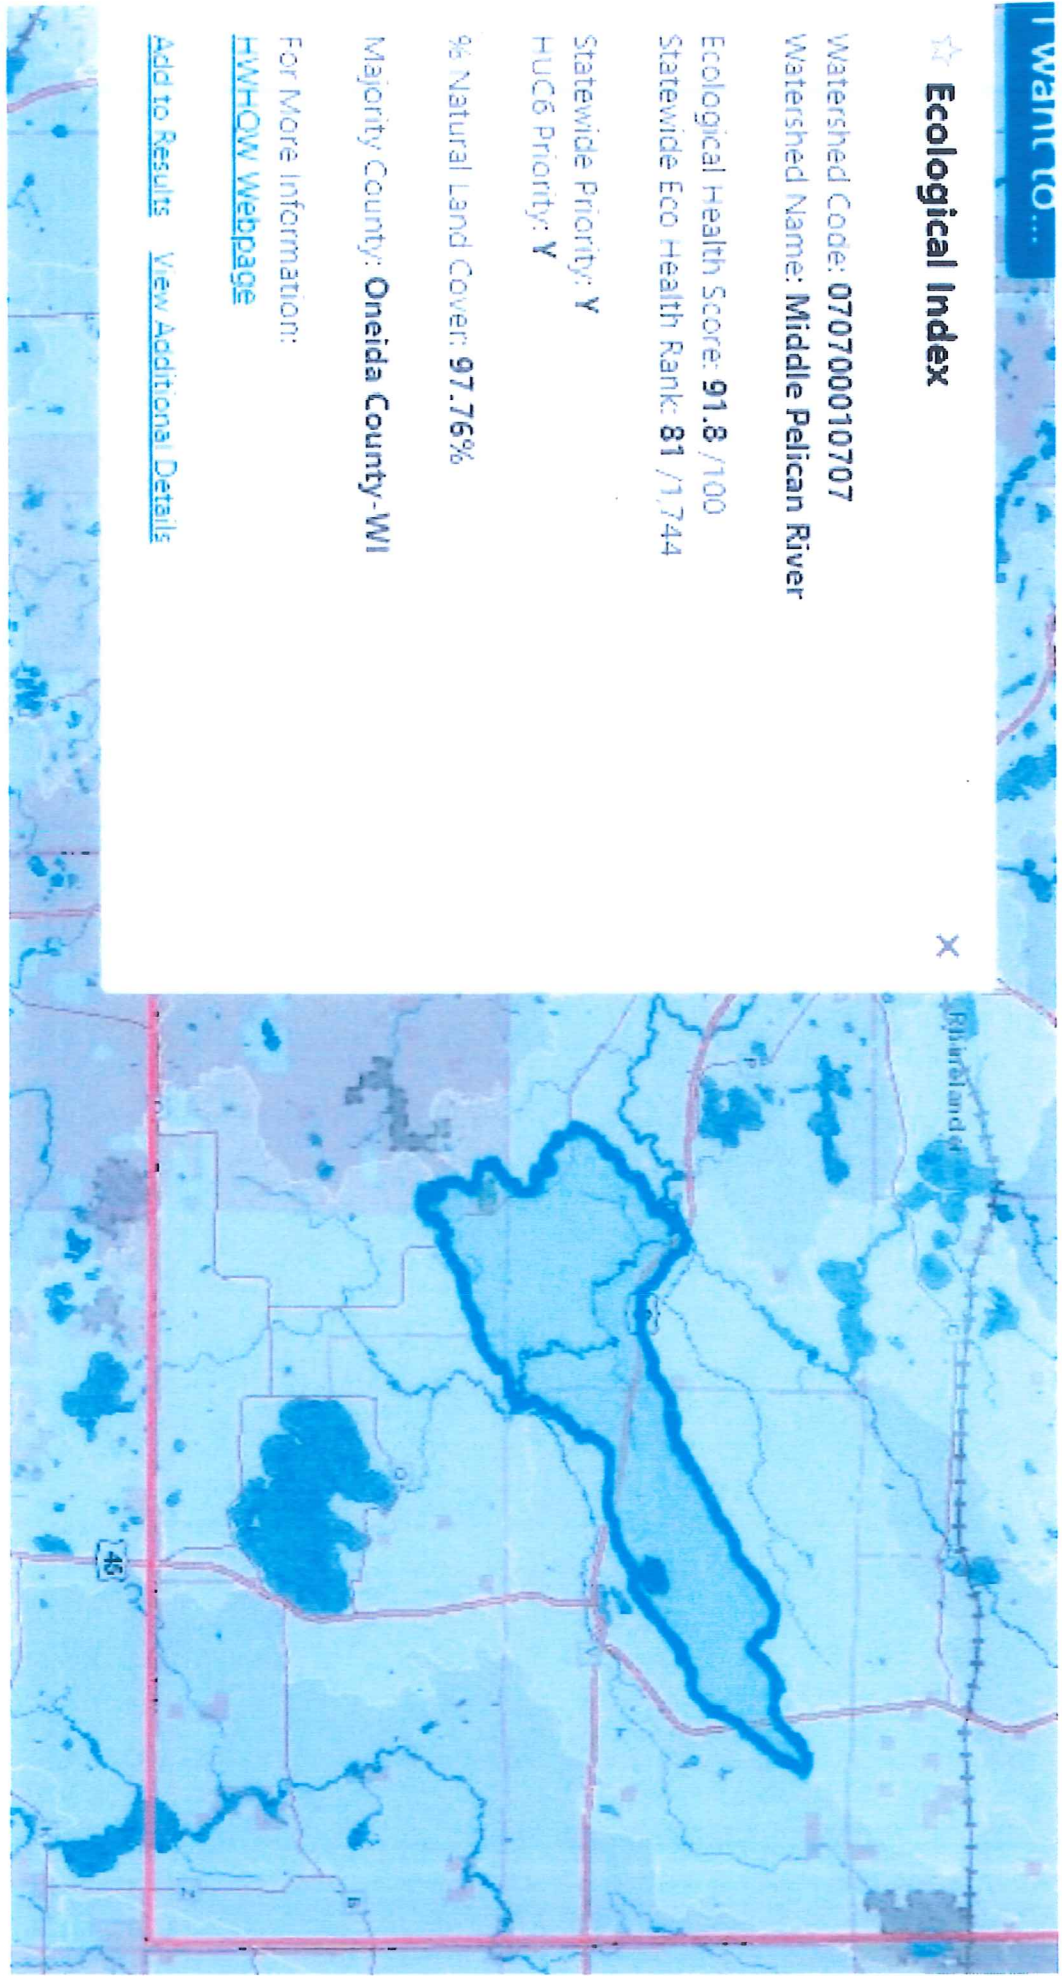 I want to...
Ecological Index
Watershed Code: 070700010707
Watershed Name: Middle Pelican River
Ecological Health Score: 91.8 /100
Statewide Eco Health Rank: 81 /1,744
Statewide Priority: Y
HUC6 Priority: Y
% Natural Land Cover: 97.76%
Majority County: Oneida County-WI
For More Information:
HWHQW Webpage
Add to Results View Additional Details
Rhinelander
P
C
8
Q
45
Z
B